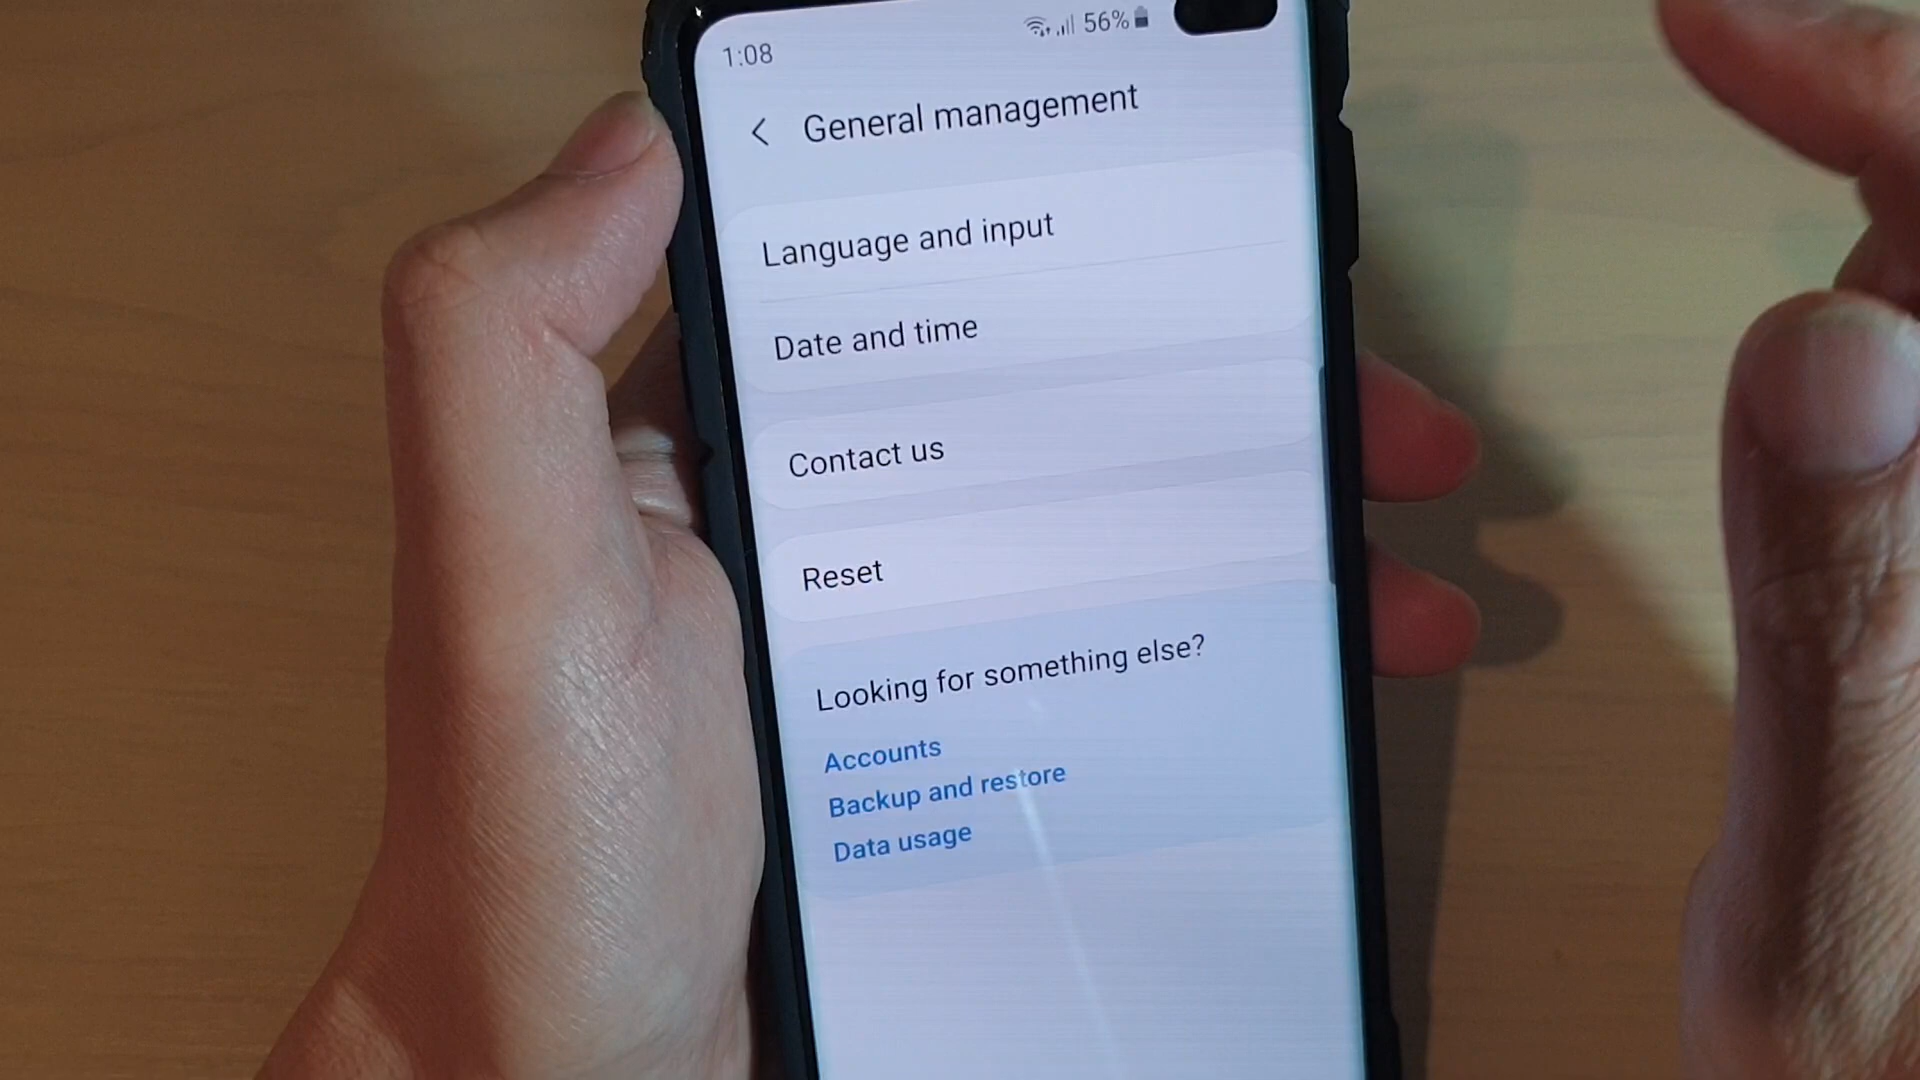 1:08 56%
General management
Language and input
Date and time
Contact us
Reset
Looking for something else?
Accounts
Backup and restore
Data usage